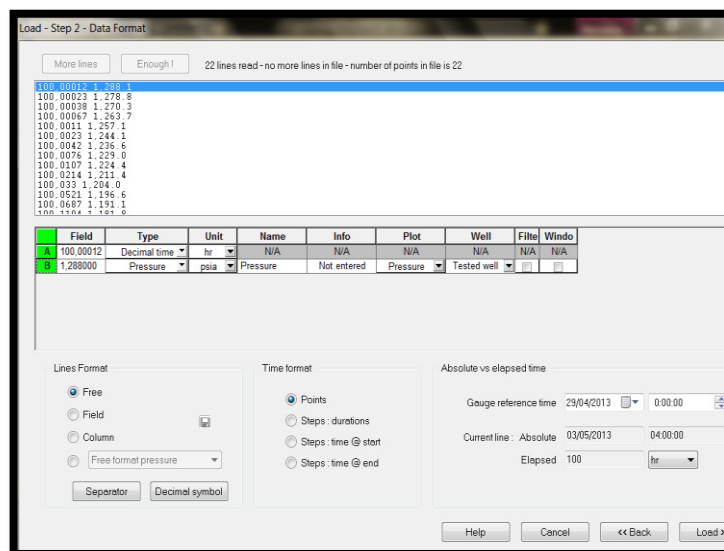 Load - Step 2 - Data Format
More lines Enough ! 22 lines read - no more lines in file - number of points in file is 22
100,00012 1,288.1
100,00023 1,278.8
100,00038 1,270.3
100,00067 1,263.7
100,0011 1,257.1
100,0023 1,244.1
100,0042 1,236.6
100,0076 1,229.0
100,0107 1,224.4
100,0214 1,211.4
100,033 1,204.0
100,0521 1,196.6
100,0687 1,191.1
100,1104 1,181.8
Field Type Unit Name Info Plot Well Filte Windo
A 100,00012 Decimal time hr N/A N/A N/A N/A N/A N/A
B 1,288000 Pressure psia Pressure Not entered Pressure Tested well
Lines Format Time format Absolute vs elapsed time
Free
Field
Column
Free format pressure
Separator Decimal symbol
Points
Steps : durations
Steps : time @ start
Steps : time @ end
Gauge reference time 29/04/2013 0:00:00
Current line : Absolute 03/05/2013 04:00:00
Elapsed 100 hr
Help Cancel << Back Load >